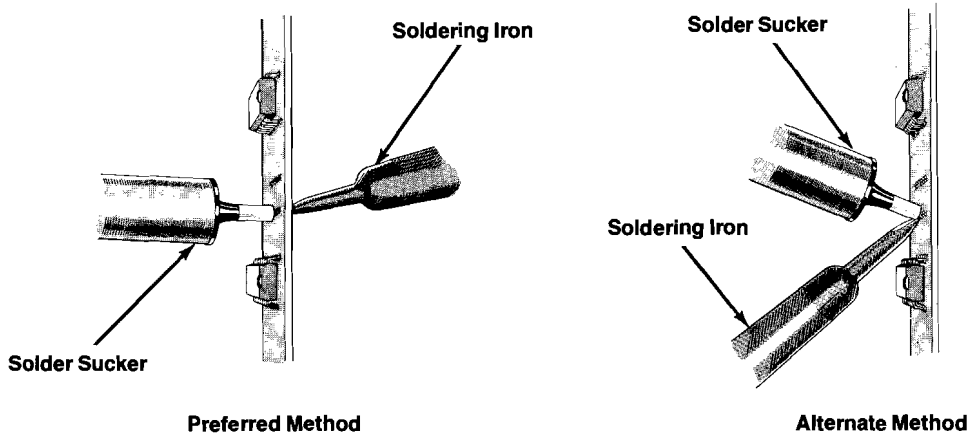 Soldering Iron
Solder Sucker
Preferred Method
Solder Sucker
Soldering Iron
Alternate Method